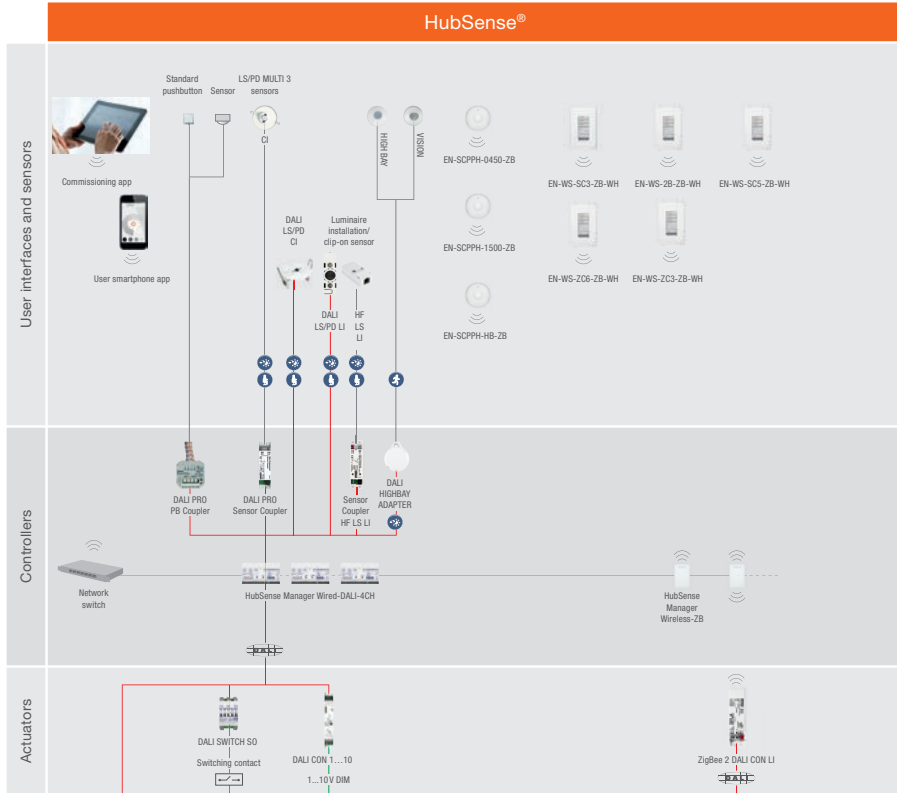 HubSense®
User interfaces and sensors
Standard
pushbutton
Sensor
LS/PD MULTI 3
sensors
CI
HIGH BAY
VISION
Commissioning app
User smartphone app
DALI
LS/PD
CI
Luminaire
installation/
clip-on sensor
DALI
LS/PD LI
HF
LS
LI
EN-SCPPH-0450-ZB
EN-SCPPH-1500-ZB
EN-SCPPH-HB-ZB
EN-WS-SC3-ZB-WH
EN-WS-2B-ZB-WH
EN-WS-SC5-ZB-WH
EN-WS-ZC6-ZB-WH
EN-WS-ZC3-ZB-WH
Controllers
DALI PRO
PB Coupler
DALI PRO
Sensor Coupler
Sensor
Coupler
HF LS LI
DALI
HIGHBAY
ADAPTER
Network
switch
HubSense Manager Wired-DALI-4CH
HubSense
Manager
Wireless-ZB
DALI
Actuators
DALI SWITCH SO
Switching contact
DALI CON 1...10
1...10 V DIM
ZigBee 2 DALI CON LI
DALI